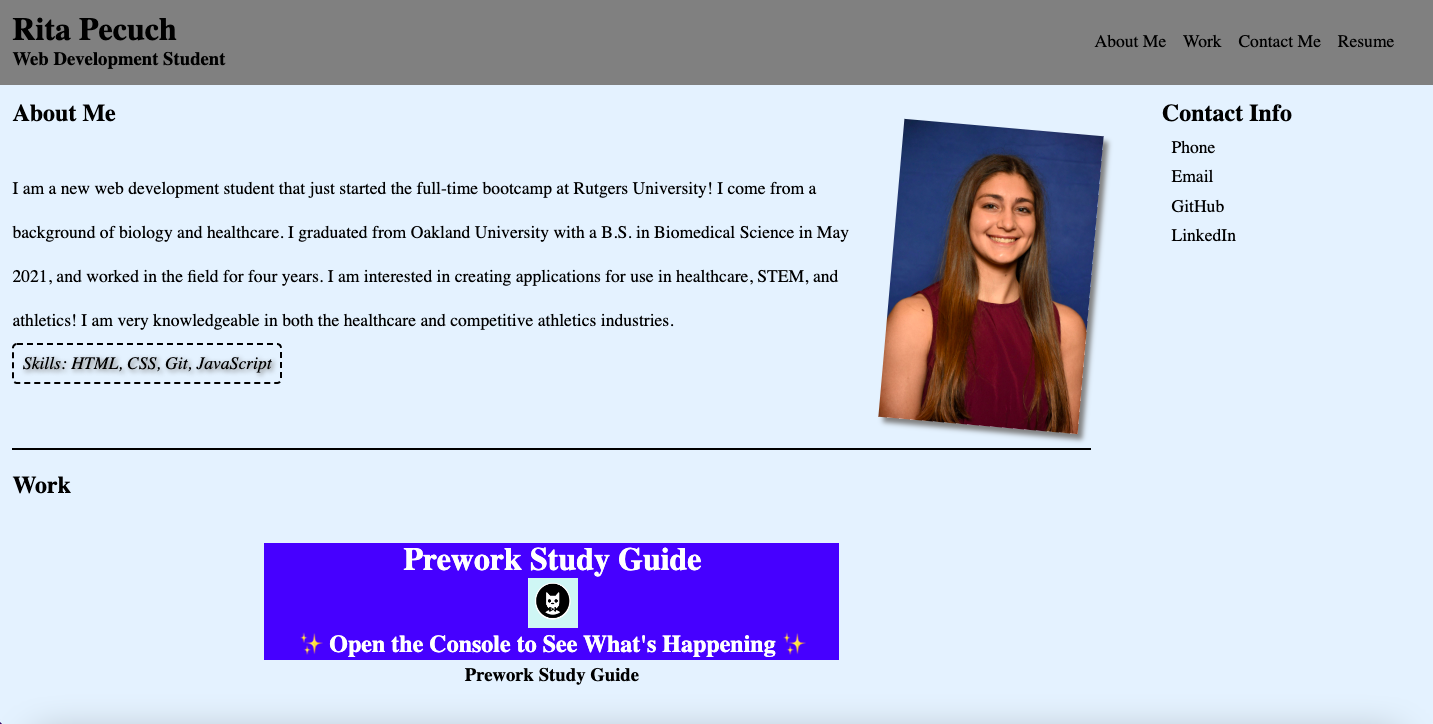 Rita Pecuch
Web Development Student
About Me Work Contact Me Resume
About Me
I am a new web development student that just started the full-time bootcamp at Rutgers University! I come from a
background of biology and healthcare. I graduated from Oakland University with a B.S. in Biomedical Science in May
2021, and worked in the field for four years. I am interested in creating applications for use in healthcare, STEM, and
athletics! I am very knowledgeable in both the healthcare and competitive athletics industries.
Skills: HTML, CSS, Git, JavaScript
Contact Info
Phone
Email
GitHub
LinkedIn
Work
Prework Study Guide
✨ Open the Console to See What's Happening ✨
Prework Study Guide